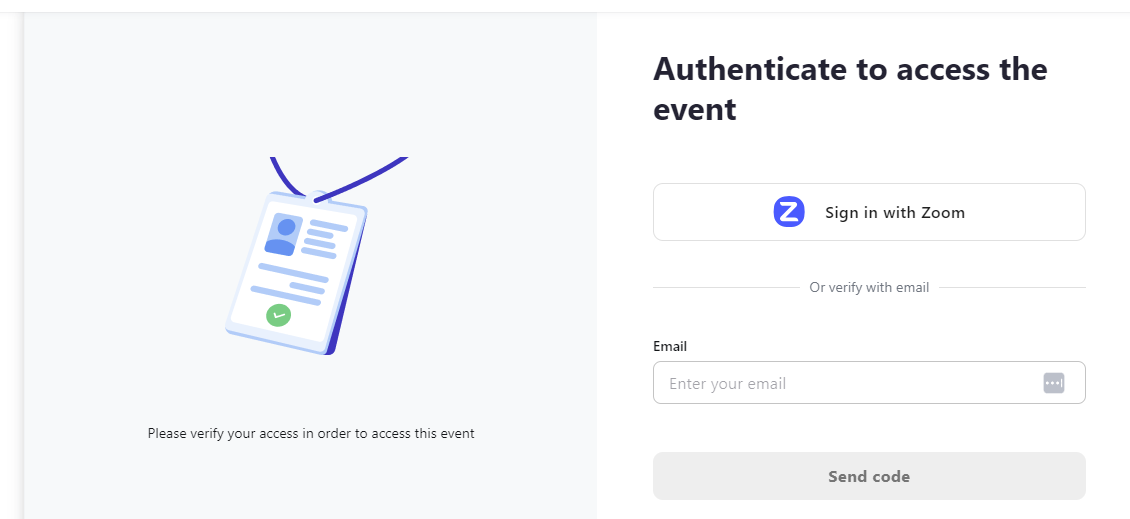 Authenticate to access the
event
Sign in with Zoom
Or verify with email
Email
Enter your email
Please verify your access in order to access this event
Send code